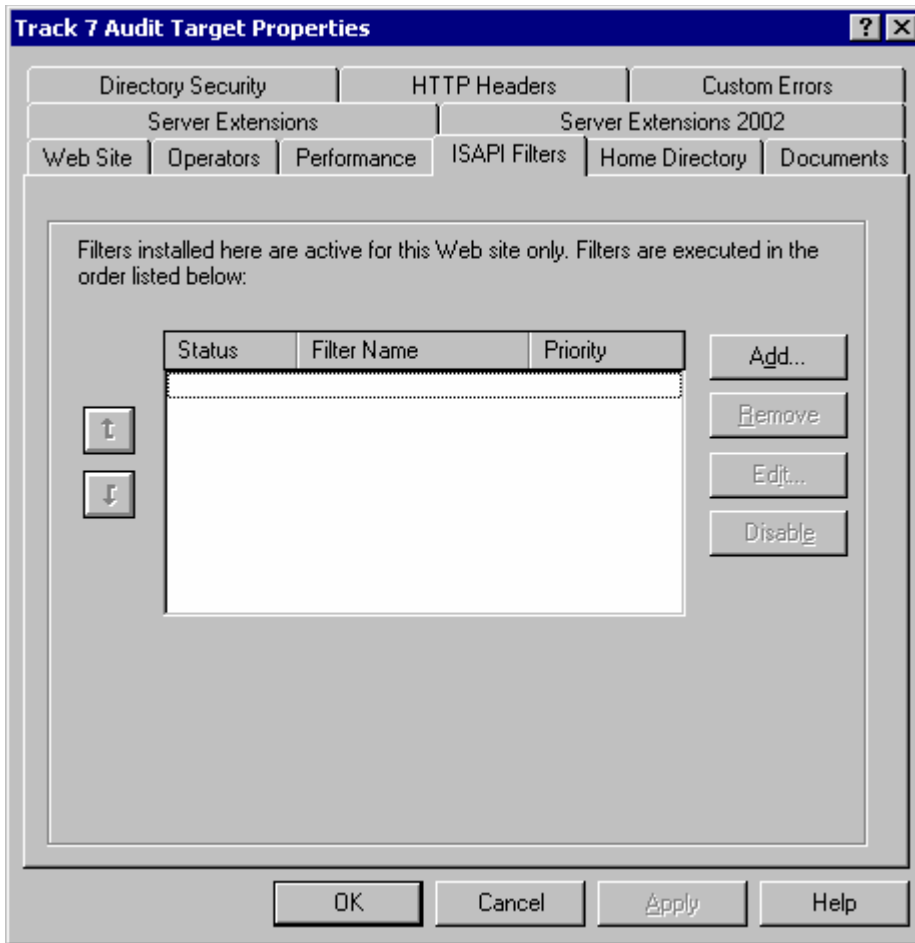 Track 7 Audit Target Properties
Directory Security HTTP Headers Custom Errors
Server Extensions Server Extensions 2002
Web Site Operators Performance ISAPI Filters Home Directory Documents
Filters installed here are active for this Web site only. Filters are executed in the
order listed below:
Status Filter Name Priority
Add...
Remove
Edit...
Disable
OK Cancel Apply Help